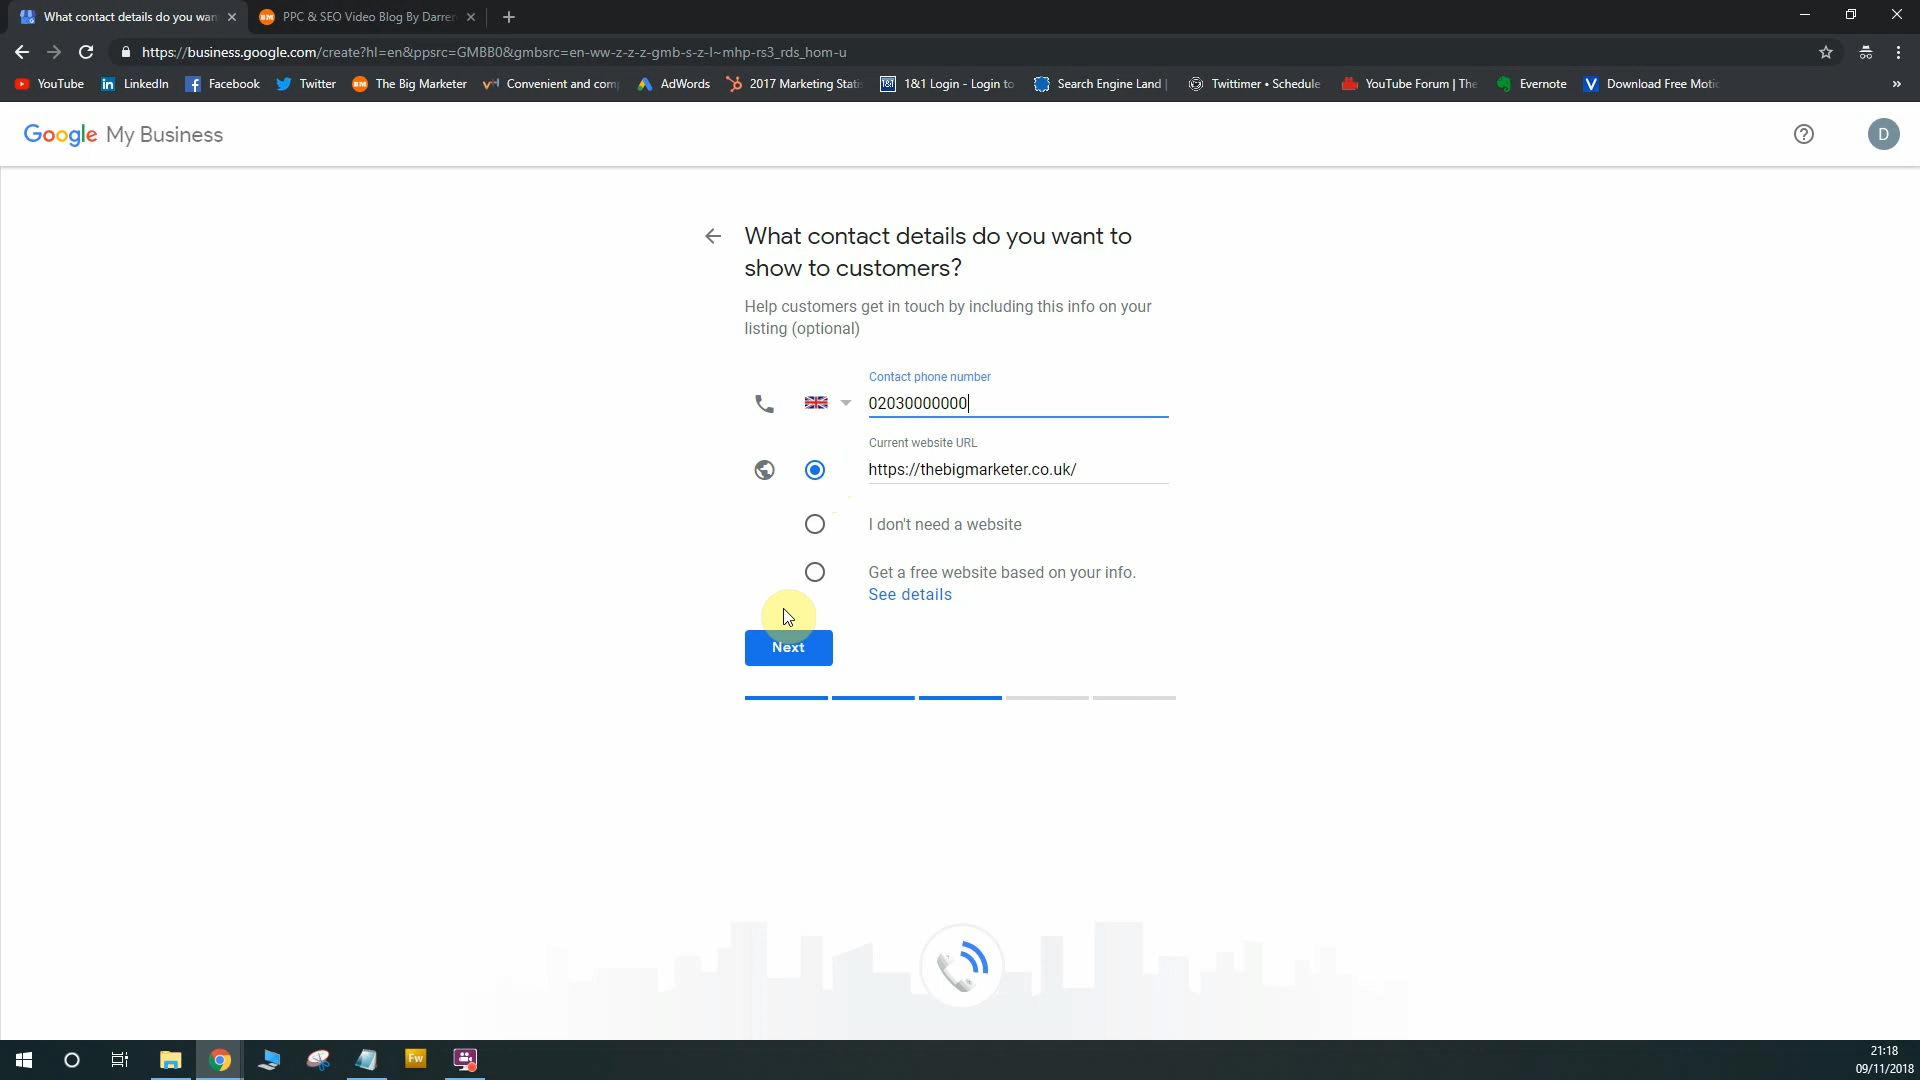 What contact details do you wan
PPC & SEO Video Blog By Darren
https://business.google.com/create?hl=en&ppsrc=GMBB0&gmbsrc=en-ww-z-z-z-gmb-s-z-l~mhp-rs3_rds_hom-u
YouTube
LinkedIn
Facebook
Twitter
BM The Big Marketer
Convenient and com
AdWords
2017 Marketing Stati
1&1 Login - Login to
Search Engine Land |
Twittimer • Schedule
YouTube Forum | The
Evernote
Download Free Motic
Google My Business
D
What contact details do you want to
show to customers?
Help customers get in touch by including this info on your
listing (optional)
Contact phone number
02030000000
Current website URL
https://thebigmarketer.co.uk/
I don't need a website
Get a free website based on your info.
See details
Next
Fw
21:18
09/11/2018